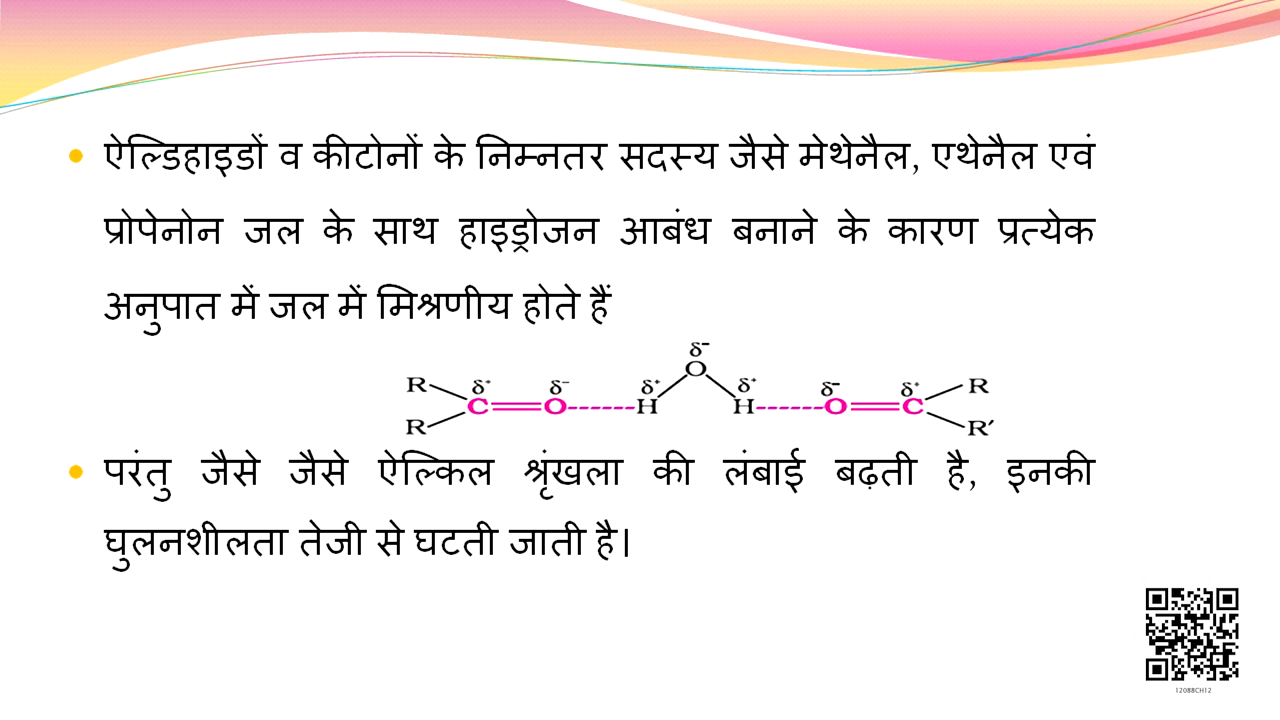 ऐल्डिहाइडों व कीटोनों के निम्नतर सदस्य जैसे मेथेनैल, एथेनैल एवं
प्रोपेनोन जल के साथ हाइड्रोजन आबंध बनाने के कारण प्रत्येक
अनुपात में जल में मिश्रणीय होते हैं
δ⁻
O
R δ⁺ δ⁻ δ⁺ δ⁺ δ⁻ δ⁺ R
C O H H O C
R R′
परंतु जैसे जैसे ऐल्किल श्रृंखला की लंबाई बढ़ती है, इनकी
घुलनशीलता तेजी से घटती जाती है।
12088CH12